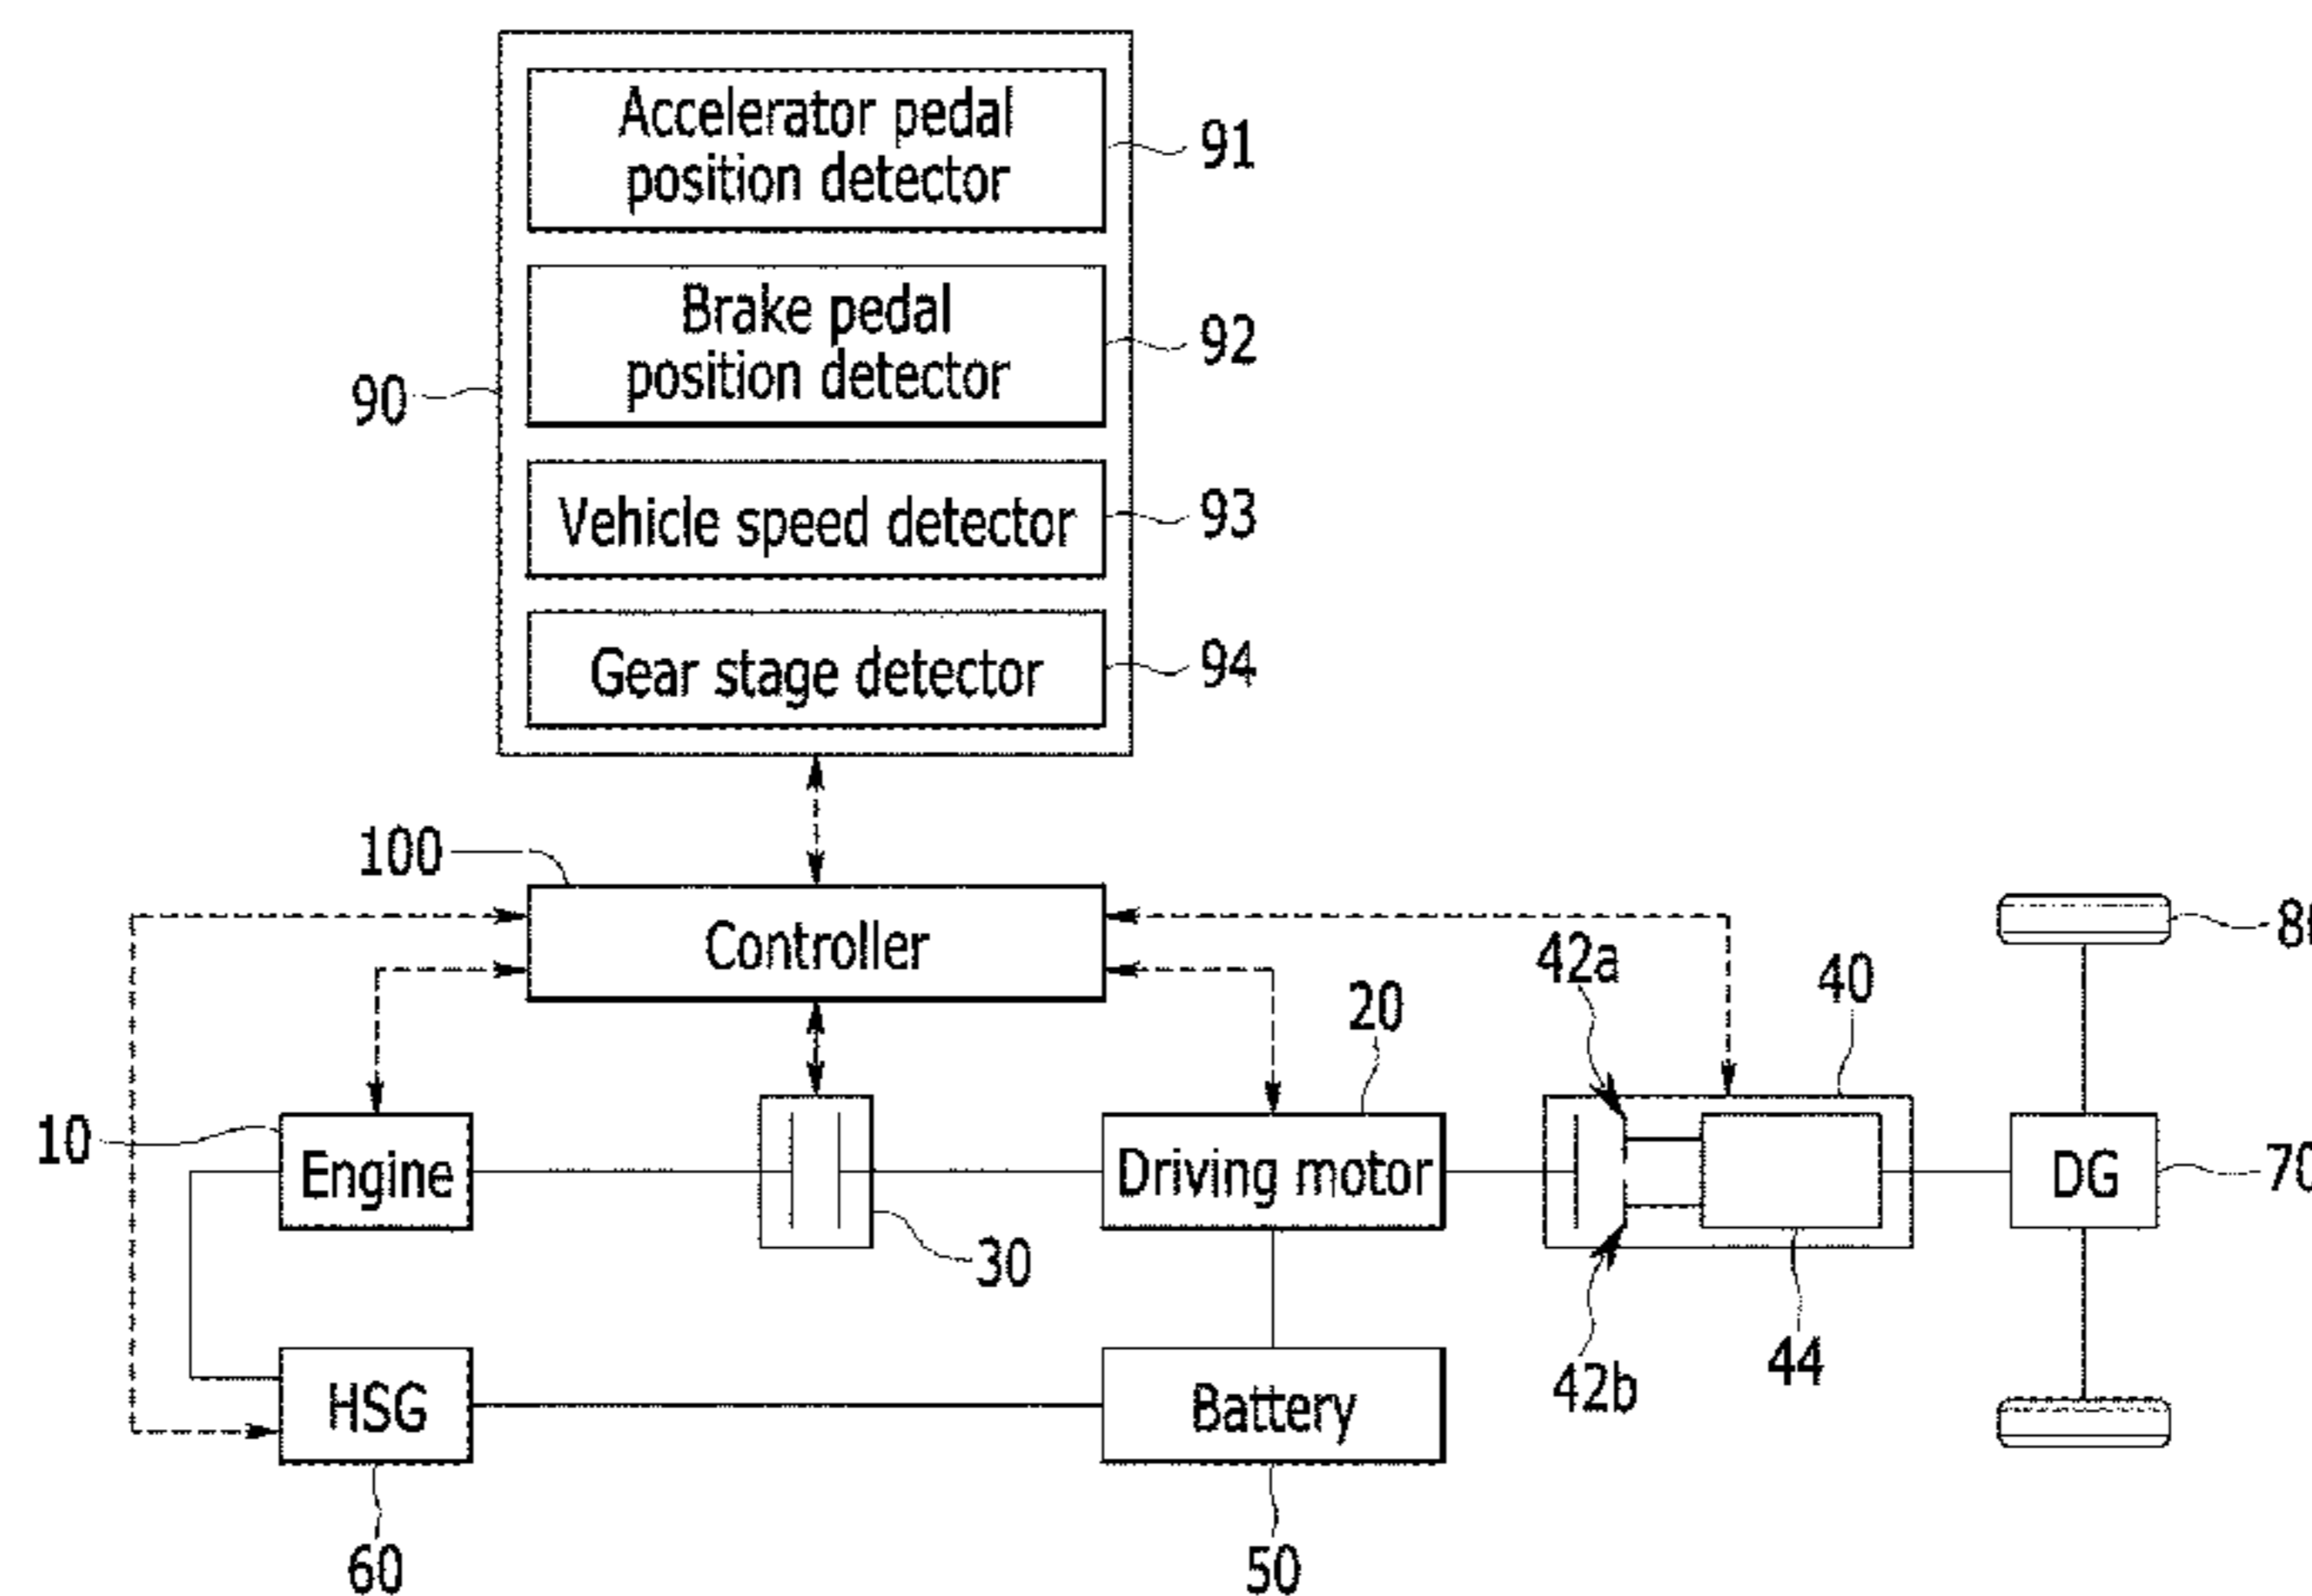 Accelerator pedal
position detector
91
Brake pedal
position detector
92
90
Vehicle speed detector
93
Gear stage detector
94
100
Controller
42a
40
20
10
Engine
Driving motor
DG
70
30
HSG
Battery
42b
44
60
50